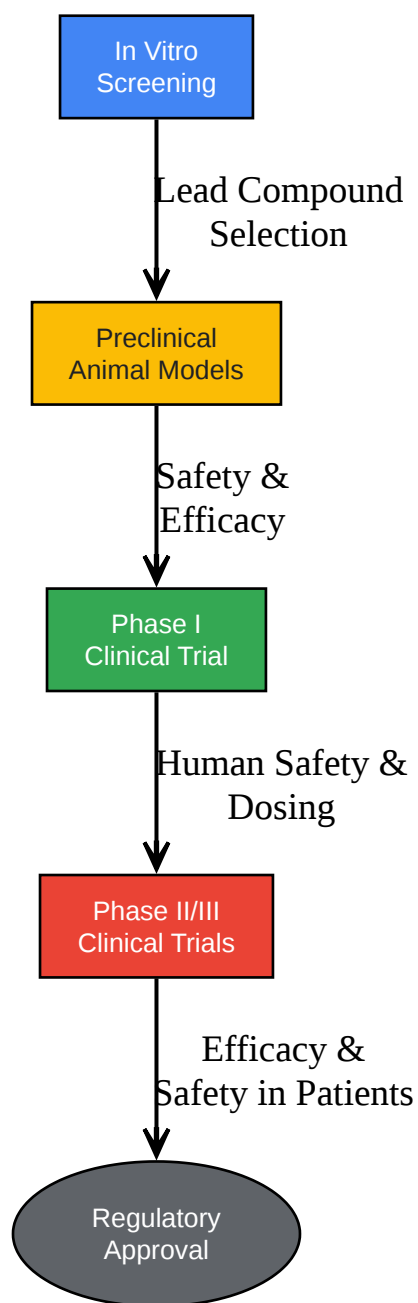 In Vitro
Screening
Lead Compound
Selection
Preclinical
Animal Models
Safety &
Efficacy
Phase I
Clinical Trial
Human Safety &
Dosing
Phase II/III
Clinical Trials
Efficacy &
Safety in Patients
Regulatory
Approval